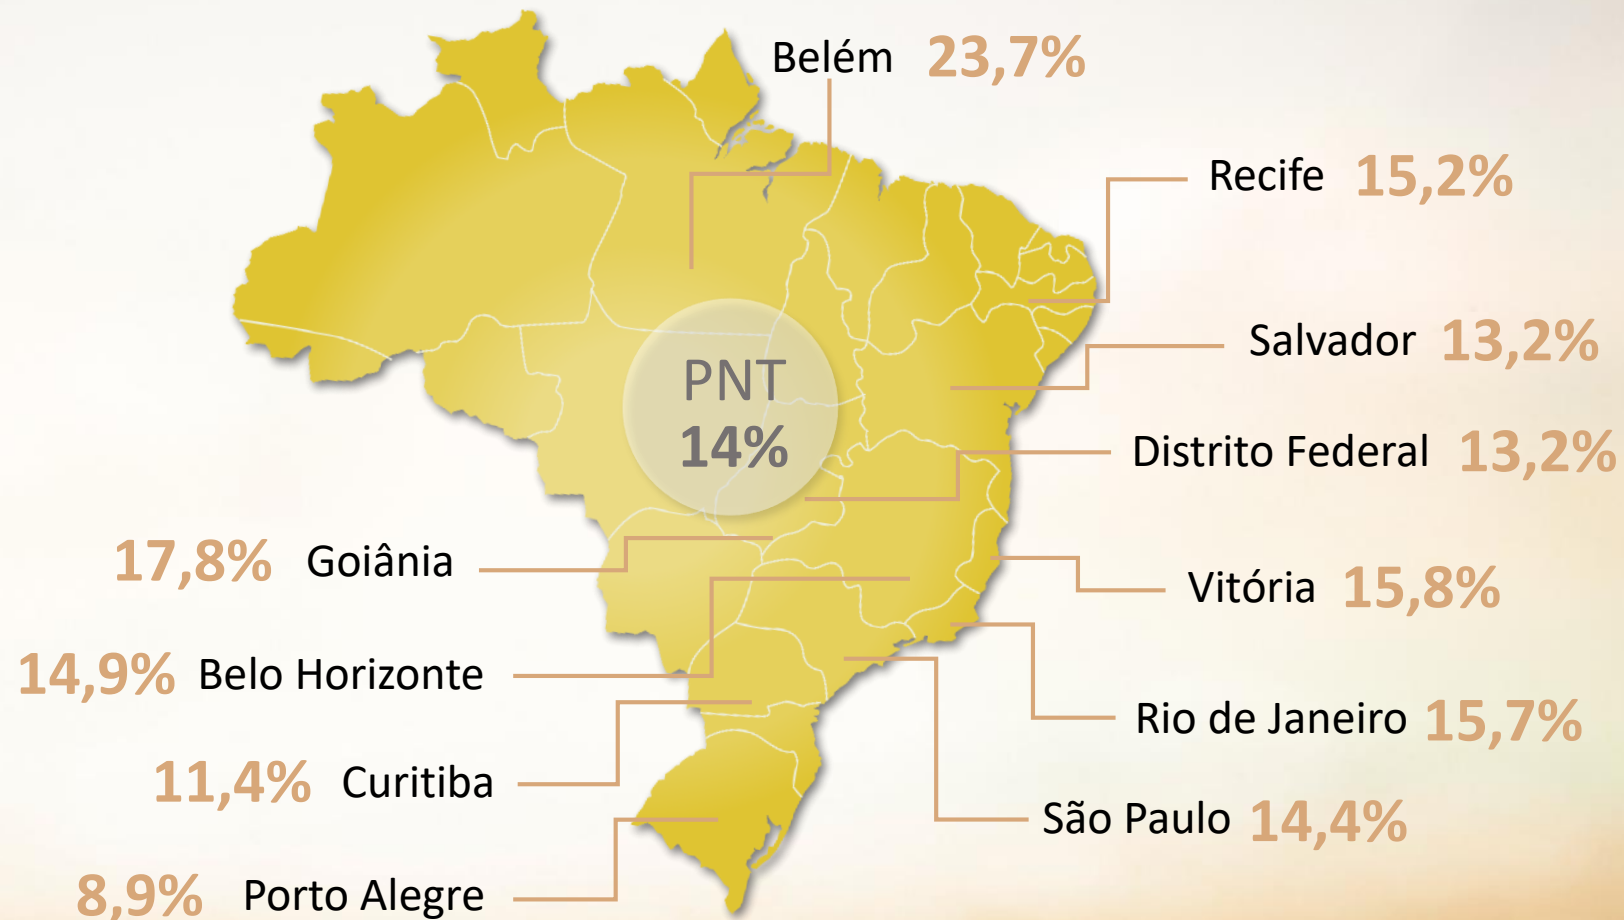 Belém 23,7%
Recife 15,2%
Salvador 13,2%
PNT
14%
Distrito Federal 13,2%
17,8% Goiânia
Vitória 15,8%
14,9% Belo Horizonte
Rio de Janeiro 15,7%
11,4% Curitiba
São Paulo 14,4%
8,9% Porto Alegre